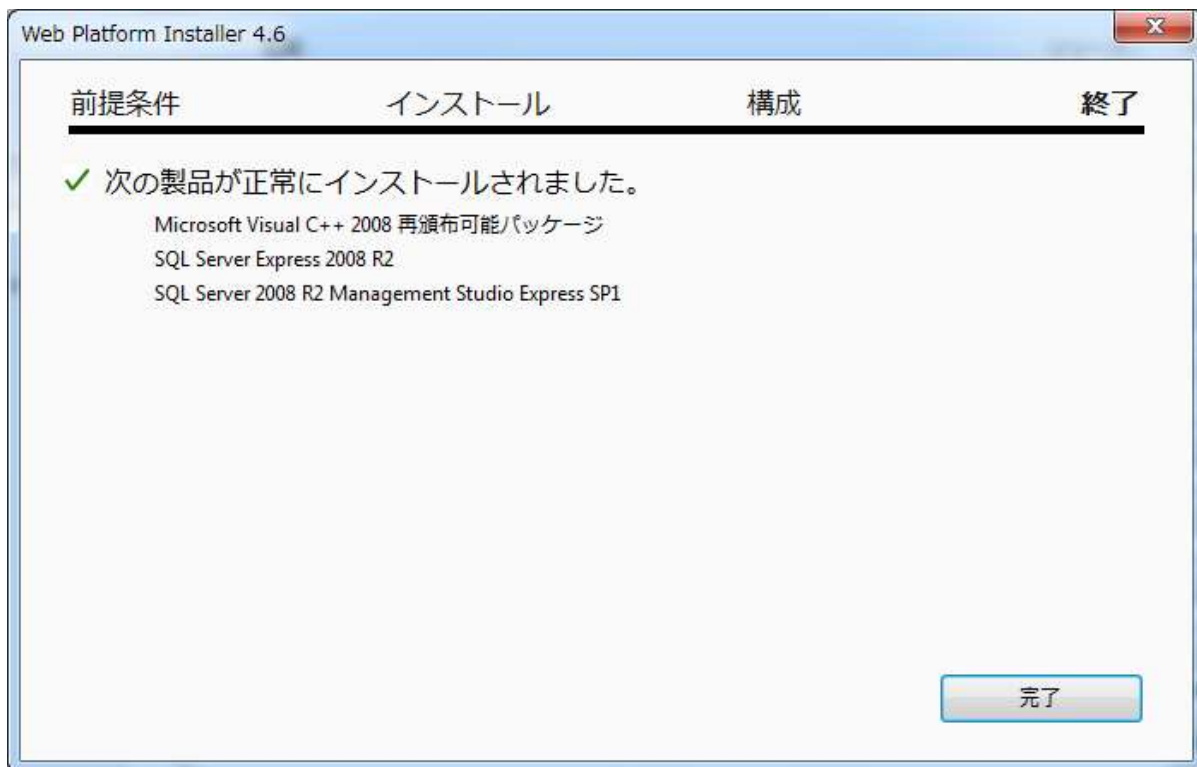 Web Platform Installer 4.6
前提条件 インストール 構成 終了
次の製品が正常にインストールされました。
Microsoft Visual C++ 2008 再頒布可能パッケージ
SQL Server Express 2008 R2
SQL Server 2008 R2 Management Studio Express SP1
完了